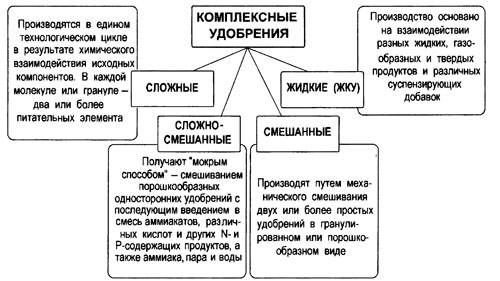 КОМПЛЕКСНЫЕ
УДОБРЕНИЯ
Производятся в едином
технологическом цикле
в результате химического
взаимодействия исходных
компонентов. В каждой
молекуле или грануле –
два или более
питательных элемента
СЛОЖНЫЕ
СЛОЖНО-
СМЕШАННЫЕ
Получают "мокрым
способом" – смешиванием
порошкообразных
односторонних удобрений с
последующим введением в
смесь аммиакатов, различ-
ных кислот и других N- и
P-содержащих продуктов, а
также аммиака, пара и воды
СМЕШАННЫЕ
Производят путем меха-
нического смешивания
двух или более простых
удобрений в гранули-
рованном или порошко-
образном виде
ЖИДКИЕ (ЖКУ)
Производство основано
на взаимодействии
разных жидких, газо-
образных и твердых
продуктов и различных
суспензирующих
добавок